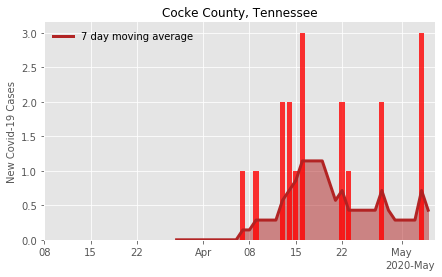 Cocke County, Tennessee
7 day moving average
New Covid-19 Cases
3.0
2.5
2.0
1.5
1.0
0.5
0.0
08 15 22 Apr 08 15 22 May
2020-May